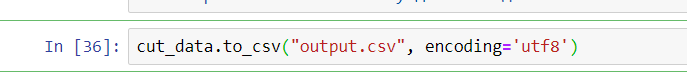 In [36]: cut_data.to_csv("output.csv", encoding='utf8')